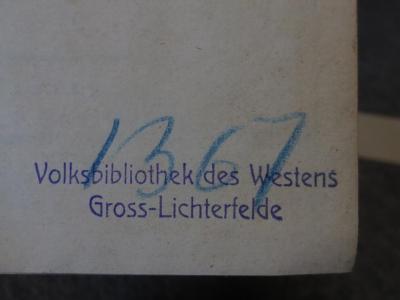 1367
Volksbibliothek des Westens
Gross-Lichterfelde